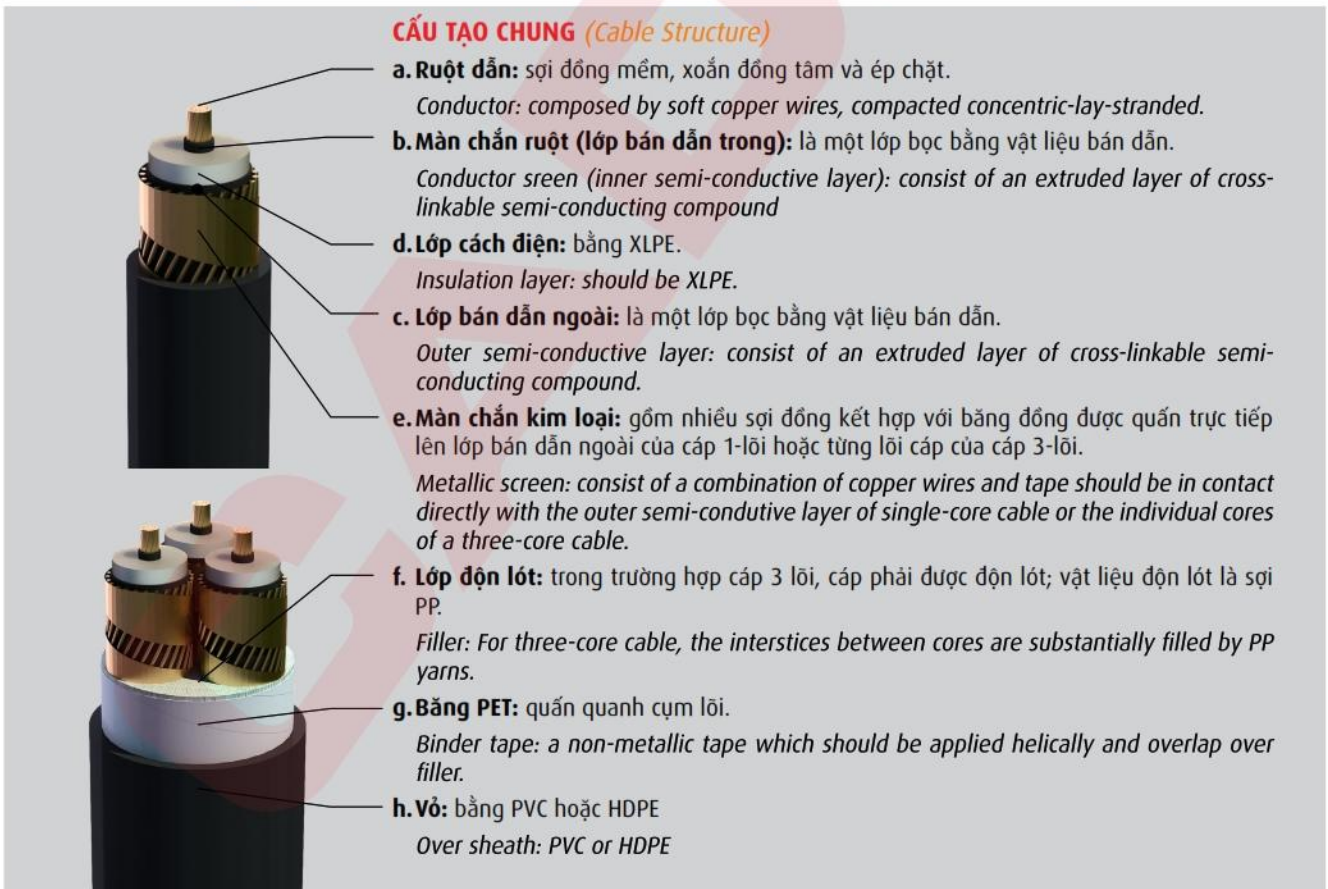 CẤU TẠO CHUNG (Cable Structure)
a. Ruột dẫn: sợi đồng mềm, xoắn đồng tâm và ép chặt.
Conductor: composed by soft copper wires, compacted concentric-lay-stranded.
b. Màn chắn ruột (lớp bán dẫn trong): là một lớp bọc bằng vật liệu bán dẫn.
Conductor sreen (inner semi-conductive layer): consist of an extruded layer of cross-
linkable semi-conducting compound
d. Lớp cách điện: bằng XLPE.
Insulation layer: should be XLPE.
c. Lớp bán dẫn ngoài: là một lớp bọc bằng vật liệu bán dẫn.
Outer semi-conductive layer: consist of an extruded layer of cross-linkable semi-
conducting compound.
e. Màn chắn kim loại: gồm nhiều sợi đồng kết hợp với băng đồng được quấn trực tiếp
lên lớp bán dẫn ngoài của cáp 1-lõi hoặc từng lõi cáp của cáp 3-lõi.
Metallic screen: consist of a combination of copper wires and tape should be in contact
directly with the outer semi-condutive layer of single-core cable or the individual cores
of a three-core cable.
f. Lớp độn lót: trong trường hợp cáp 3 lõi, cáp phải được độn lót; vật liệu độn lót là sợi
PP.
Filler: For three-core cable, the interstices between cores are substantially filled by PP
yarns.
g. Băng PET: quấn quanh cụm lõi.
Binder tape: a non-metallic tape which should be applied helically and overlap over
filler.
h. Vỏ: bằng PVC hoặc HDPE
Over sheath: PVC or HDPE